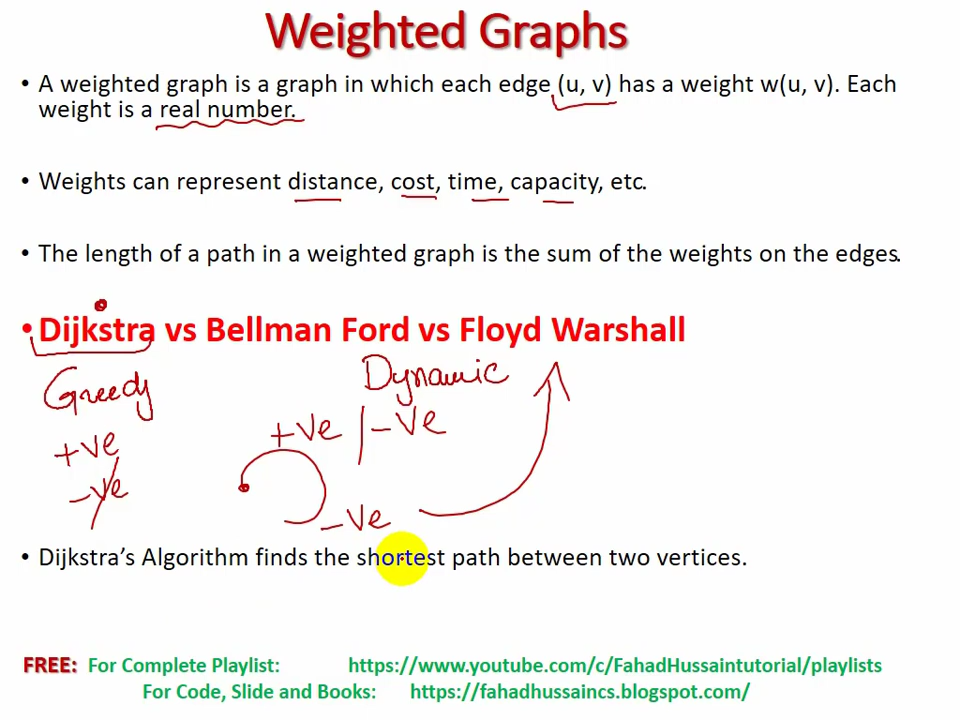 Weighted Graphs
• A weighted graph is a graph in which each edge (u, v) has a weight w(u, v). Each
weight is a real number.
• Weights can represent distance, cost, time, capacity, etc.
• The length of a path in a weighted graph is the sum of the weights on the edges.
• Dijkstra vs Bellman Ford vs Floyd Warshall
Greedy
Dynamic
+ve
-ve
+ve | -ve
-ve
• Dijkstra's Algorithm finds the shortest path between two vertices.
FREE: For Complete Playlist: https://www.youtube.com/c/FahadHussaintutorial/playlists
For Code, Slide and Books: https://fahadhussaincs.blogspot.com/